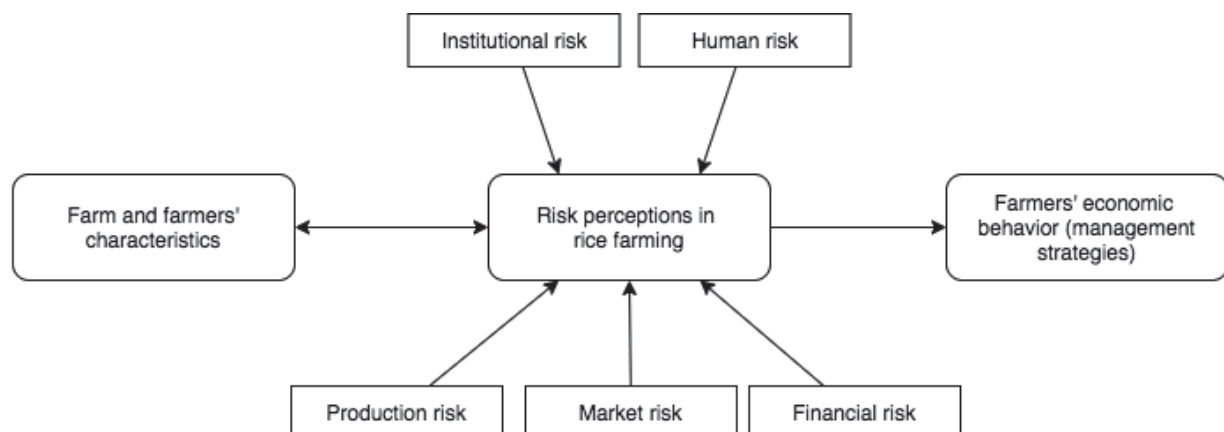 Institutional risk
Human risk
Farm and farmers'
characteristics
Risk perceptions in
rice farming
Farmers' economic
behavior (management
strategies)
Production risk
Market risk
Financial risk